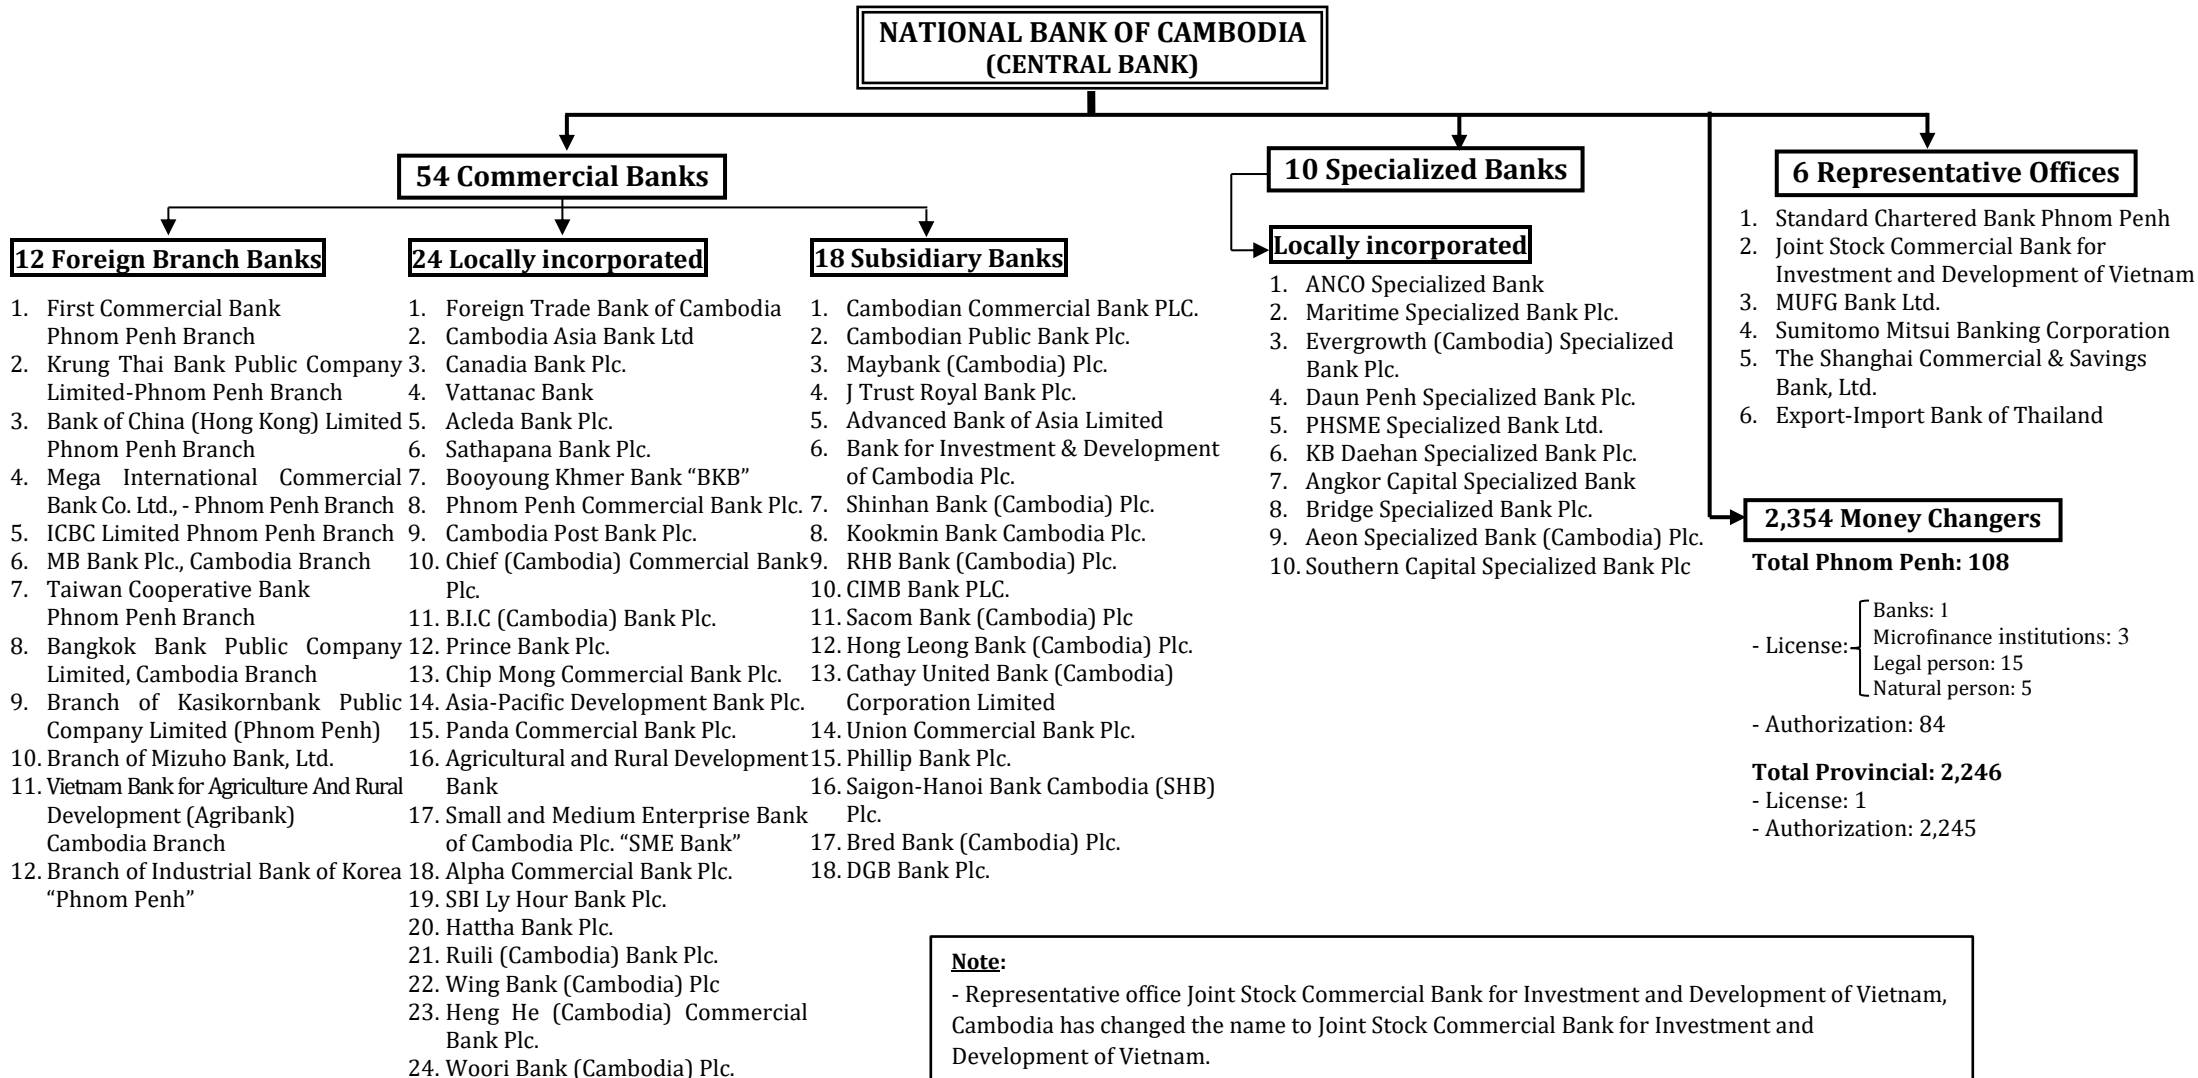 NATIONAL BANK OF CAMBODIA
(CENTRAL BANK)
54 Commercial Banks
12 Foreign Branch Banks
1. First Commercial Bank
Phnom Penh Branch
2. Krung Thai Bank Public Company
Limited-Phnom Penh Branch
3. Bank of China (Hong Kong) Limited
Phnom Penh Branch
4. Mega International Commercial
Bank Co. Ltd., - Phnom Penh Branch
5. ICBC Limited Phnom Penh Branch
6. MB Bank Plc., Cambodia Branch
7. Taiwan Cooperative Bank
Phnom Penh Branch
8. Bangkok Bank Public Company
Limited, Cambodia Branch
9. Branch of Kasikornbank Public
Company Limited (Phnom Penh)
10. Branch of Mizuho Bank, Ltd.
11. Vietnam Bank for Agriculture And Rural
Development (Agribank)
Cambodia Branch
12. Branch of Industrial Bank of Korea
“Phnom Penh”
24 Locally incorporated
1. Foreign Trade Bank of Cambodia
2. Cambodia Asia Bank Ltd
3. Canadia Bank Plc.
4. Vattanac Bank
5. Acleda Bank Plc.
6. Sathapana Bank Plc.
7. Booyoung Khmer Bank “BKB”
8. Phnom Penh Commercial Bank Plc.
9. Cambodia Post Bank Plc.
10. Chief (Cambodia) Commercial Bank
Plc.
11. B.I.C (Cambodia) Bank Plc.
12. Prince Bank Plc.
13. Chip Mong Commercial Bank Plc.
14. Asia-Pacific Development Bank Plc.
15. Panda Commercial Bank Plc.
16. Agricultural and Rural Development
Bank
17. Small and Medium Enterprise Bank
of Cambodia Plc. “SME Bank”
18. Alpha Commercial Bank Plc.
19. SBI Ly Hour Bank Plc.
20. Hattha Bank Plc.
21. Ruili (Cambodia) Bank Plc.
22. Wing Bank (Cambodia) Plc
23. Heng He (Cambodia) Commercial
Bank Plc.
24. Woori Bank (Cambodia) Plc.
18 Subsidiary Banks
1. Cambodian Commercial Bank PLC.
2. Cambodian Public Bank Plc.
3. Maybank (Cambodia) Plc.
4. J Trust Royal Bank Plc.
5. Advanced Bank of Asia Limited
6. Bank for Investment & Development
of Cambodia Plc.
7. Shinhan Bank (Cambodia) Plc.
8. Kookmin Bank Cambodia Plc.
9. RHB Bank (Cambodia) Plc.
10. CIMB Bank PLC.
11. Sacom Bank (Cambodia) Plc
12. Hong Leong Bank (Cambodia) Plc.
13. Cathay United Bank (Cambodia)
Corporation Limited
14. Union Commercial Bank Plc.
15. Phillip Bank Plc.
16. Saigon-Hanoi Bank Cambodia (SHB)
Plc.
17. Bred Bank (Cambodia) Plc.
18. DGB Bank Plc.
10 Specialized Banks
Locally incorporated
1. ANCO Specialized Bank
2. Maritime Specialized Bank Plc.
3. Evergrowth (Cambodia) Specialized
Bank Plc.
4. Daun Penh Specialized Bank Plc.
5. PHSME Specialized Bank Ltd.
6. KB Daehan Specialized Bank Plc.
7. Angkor Capital Specialized Bank
8. Bridge Specialized Bank Plc.
9. Aeon Specialized Bank (Cambodia) Plc.
10. Southern Capital Specialized Bank Plc
6 Representative Offices
1. Standard Chartered Bank Phnom Penh
2. Joint Stock Commercial Bank for
Investment and Development of Vietnam
3. MUFG Bank Ltd.
4. Sumitomo Mitsui Banking Corporation
5. The Shanghai Commercial & Savings
Bank, Ltd.
6. Export-Import Bank of Thailand
2,354 Money Changers
Total Phnom Penh: 108
- License:
Banks: 1
Microfinance institutions: 3
Legal person: 15
Natural person: 5
- Authorization: 84
Total Provincial: 2,246
- License: 1
- Authorization: 2,245
Note:
- Representative office Joint Stock Commercial Bank for Investment and Development of Vietnam,
Cambodia has changed the name to Joint Stock Commercial Bank for Investment and
Development of Vietnam.